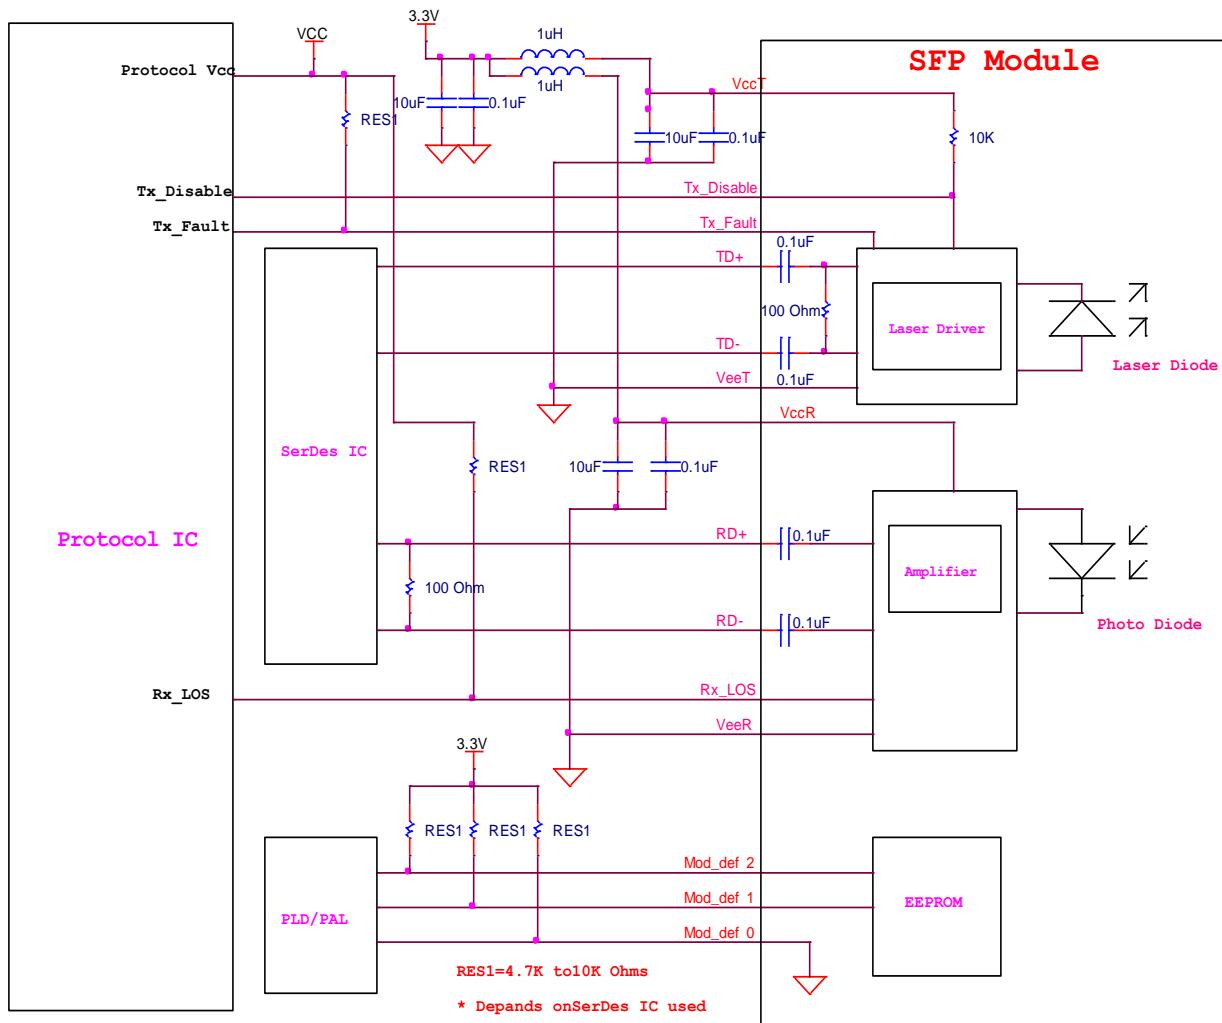 3.3V
VCC
1uH
SFP Module
Protocol Vcc
1uH
VccT
10uF
0.1uF
RES1
10uF
0.1uF
10K
Tx_Disable
Tx_Disable
Tx_Fault
Tx_Fault
0.1uF
TD+
100 Ohm
Laser Driver
TD-
Laser Diode
VeeT
0.1uF
VccR
SerDes IC
RES1
10uF
0.1uF
Protocol IC
RD+
0.1uF
Amplifier
100 Ohm
RD-
0.1uF
Photo Diode
Rx_LOS
Rx_LOS
VeeR
3.3V
RES1
RES1
RES1
Mod_def 2
Mod_def 1
EEPROM
PLD/PAL
Mod_def 0
RES1=4.7K to10K Ohms
* Depands onSerDes IC used